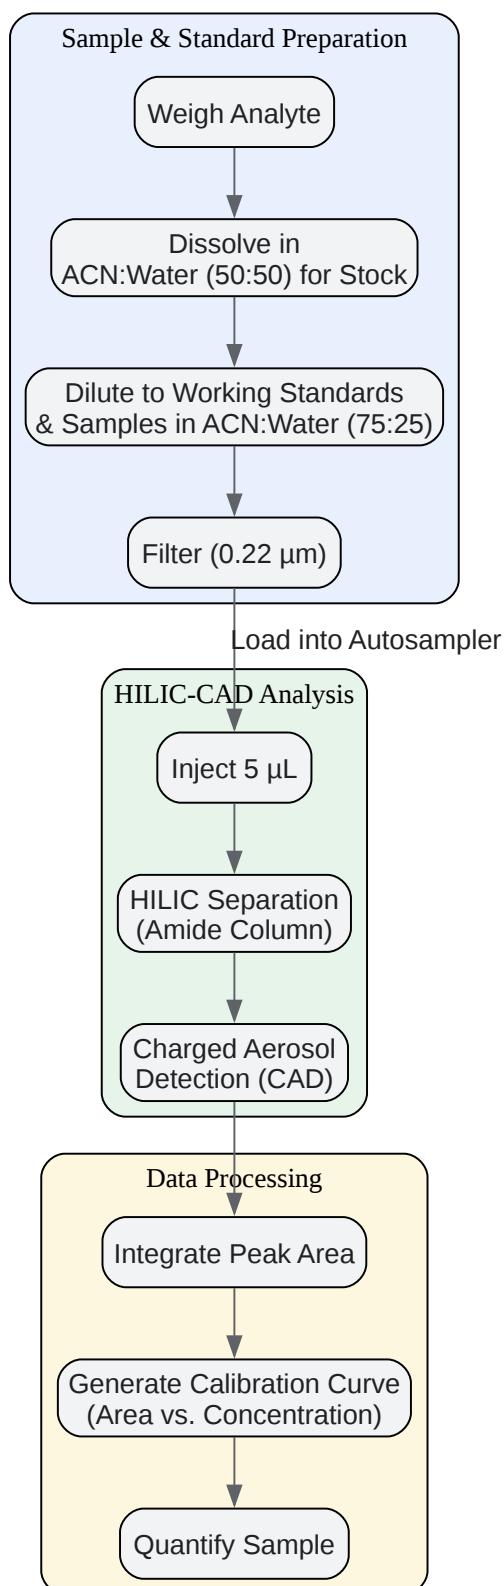 Sample & Standard Preparation
Weigh Analyte
Dissolve in
ACN:Water (50:50) for Stock
Dilute to Working Standards
& Samples in ACN:Water (75:25)
Filter (0.22 µm)
Load into Autosampler
HILIC-CAD Analysis
Inject 5 µL
HILIC Separation
(Amide Column)
Charged Aerosol
Detection (CAD)
Data Processing
Integrate Peak Area
Generate Calibration Curve
(Area vs. Concentration)
Quantify Sample